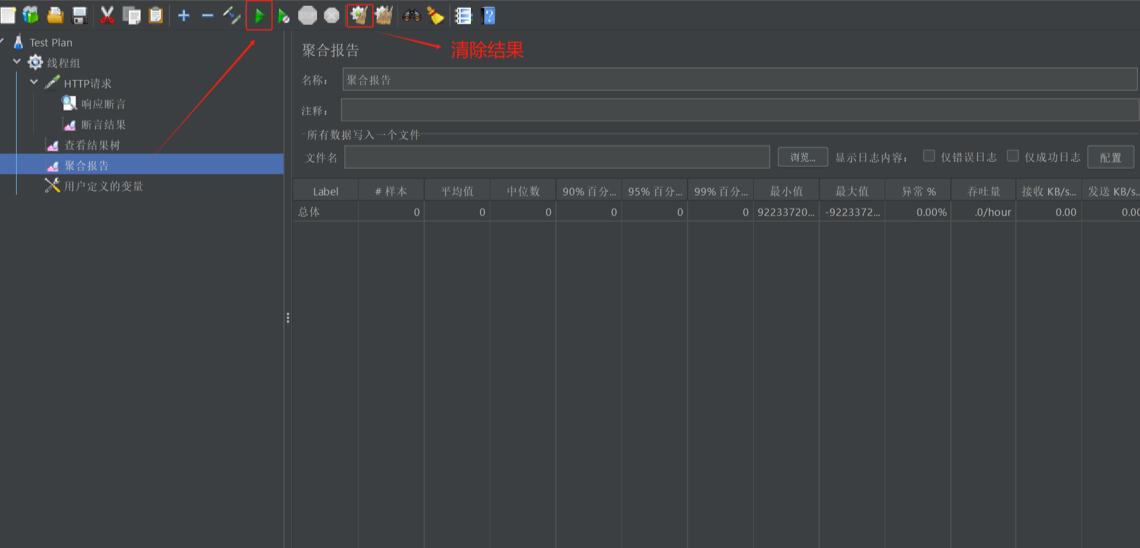 清除结果
Test Plan
线程组
HTTP请求
响应断言
断言结果
查看结果树
聚合报告
用户定义的变量
聚合报告
名称： 聚合报告
注释：
所有数据写入一个文件
文件名 浏览... 显示日志内容： 仅错误日志 仅成功日志 配置
Label # 样本 平均值 中位数 90% 百分... 95% 百分... 99% 百分... 最小值 最大值 异常 % 吞吐量 接收 KB/s... 发送 KB/s..
总体 0 0 0 0 0 0 92233720... -9223372... 0.00% .0/hour 0.00 0.00